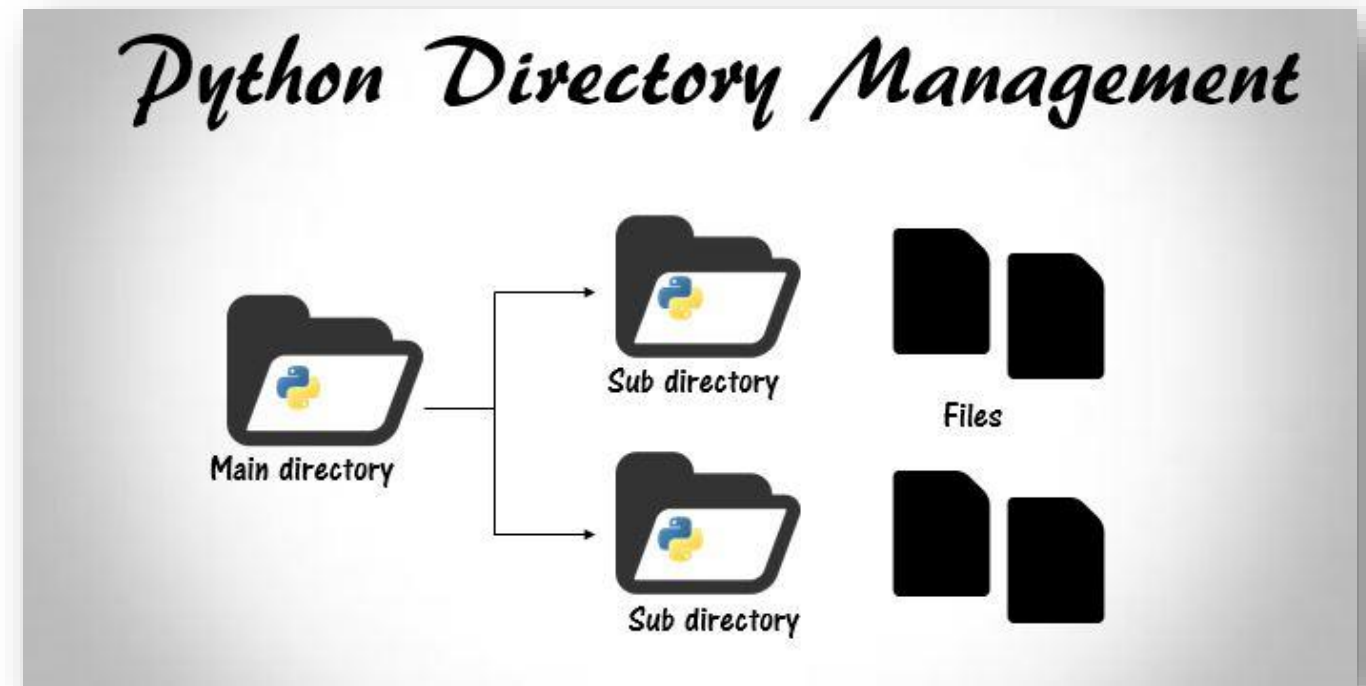 Python Directory Management
Sub directory
Files
Main directory
Sub directory